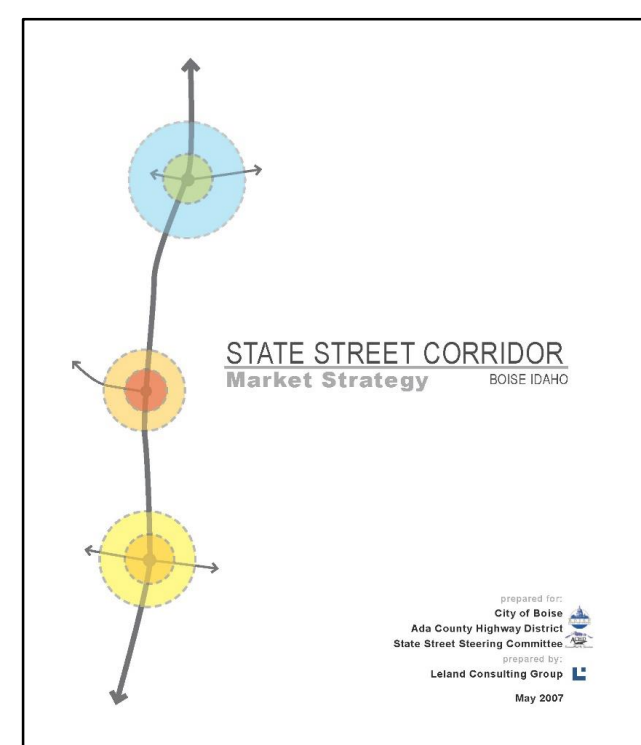 STATE STREET CORRIDOR
Market Strategy BOISE IDAHO
prepared for:
City of Boise
Ada County Highway District
State Street Steering Committee
prepared by:
Leland Consulting Group
May 2007